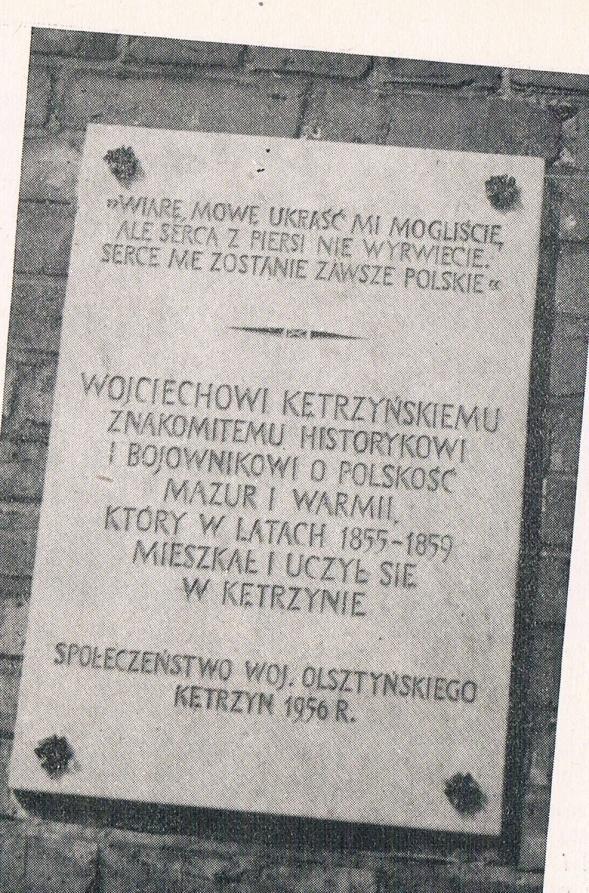 „WIARĘ, MOWĘ UKRAŚĆ MI MOGLIŚCIE,
ALE SERCA Z PIERSI NIE WYRWIECIE.
SERCE ME ZOSTANIE ZAWSZE POLSKIE“
WOJCIECHOWI KĘTRZYŃSKIEMU
ZNAKOMITEMU HISTORYKOWI
I BOJOWNIKOWI O POLSKOŚĆ
MAZUR I WARMII,
KTÓRY W LATACH 1855-1859
MIESZKAŁ I UCZYŁ SIĘ
W KĘTRZYNIE
SPOŁECZEŃSTWO WOJ. OLSZTYŃSKIEGO
KĘTRZYN 1956 R.